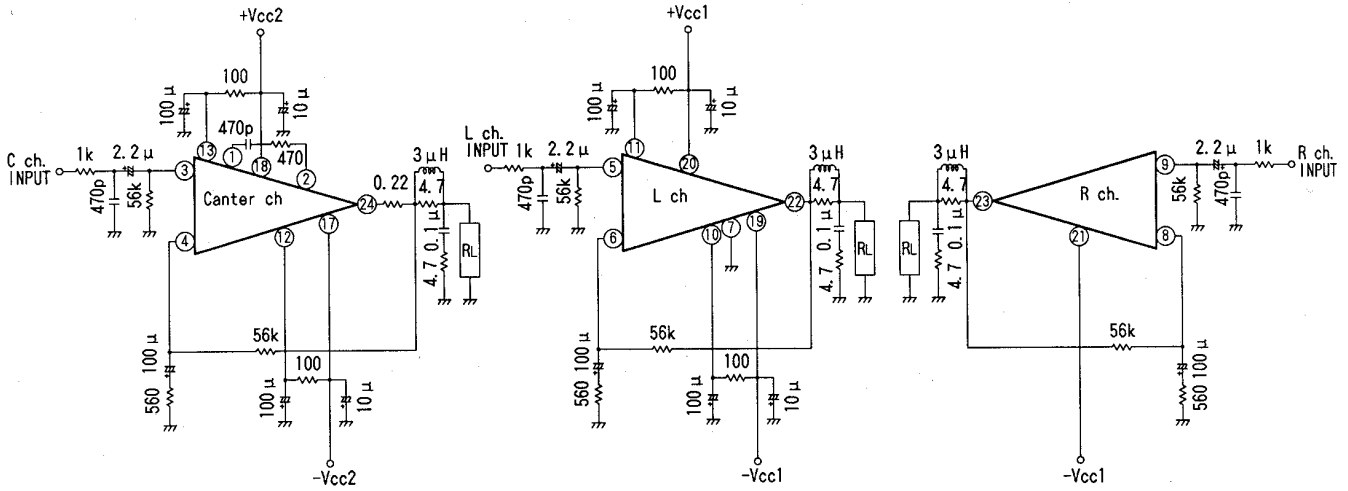 +Vcc2
100
100μ
10μ
470p
470
13
1
18
2
C ch.
INPUT
1k
2.2μ
470p
56k
3
4
Canter ch
12
17
24
0.22
3μH
4.7
0.1μ
4.7
RL
56k
100μ
560
100
100μ
10μ
-Vcc2
+Vcc1
100
100μ
10μ
11
20
L ch.
INPUT
1k
2.2μ
470p
56k
5
6
L ch
10
7
19
22
3μH
4.7
0.1μ
4.7
RL
56k
100μ
560
100
100μ
10μ
-Vcc1
3μH
4.7
0.1μ
4.7
RL
23
R ch.
21
9
8
2.2μ
1k
56k
470p
R ch.
INPUT
56k
100μ
560
-Vcc1